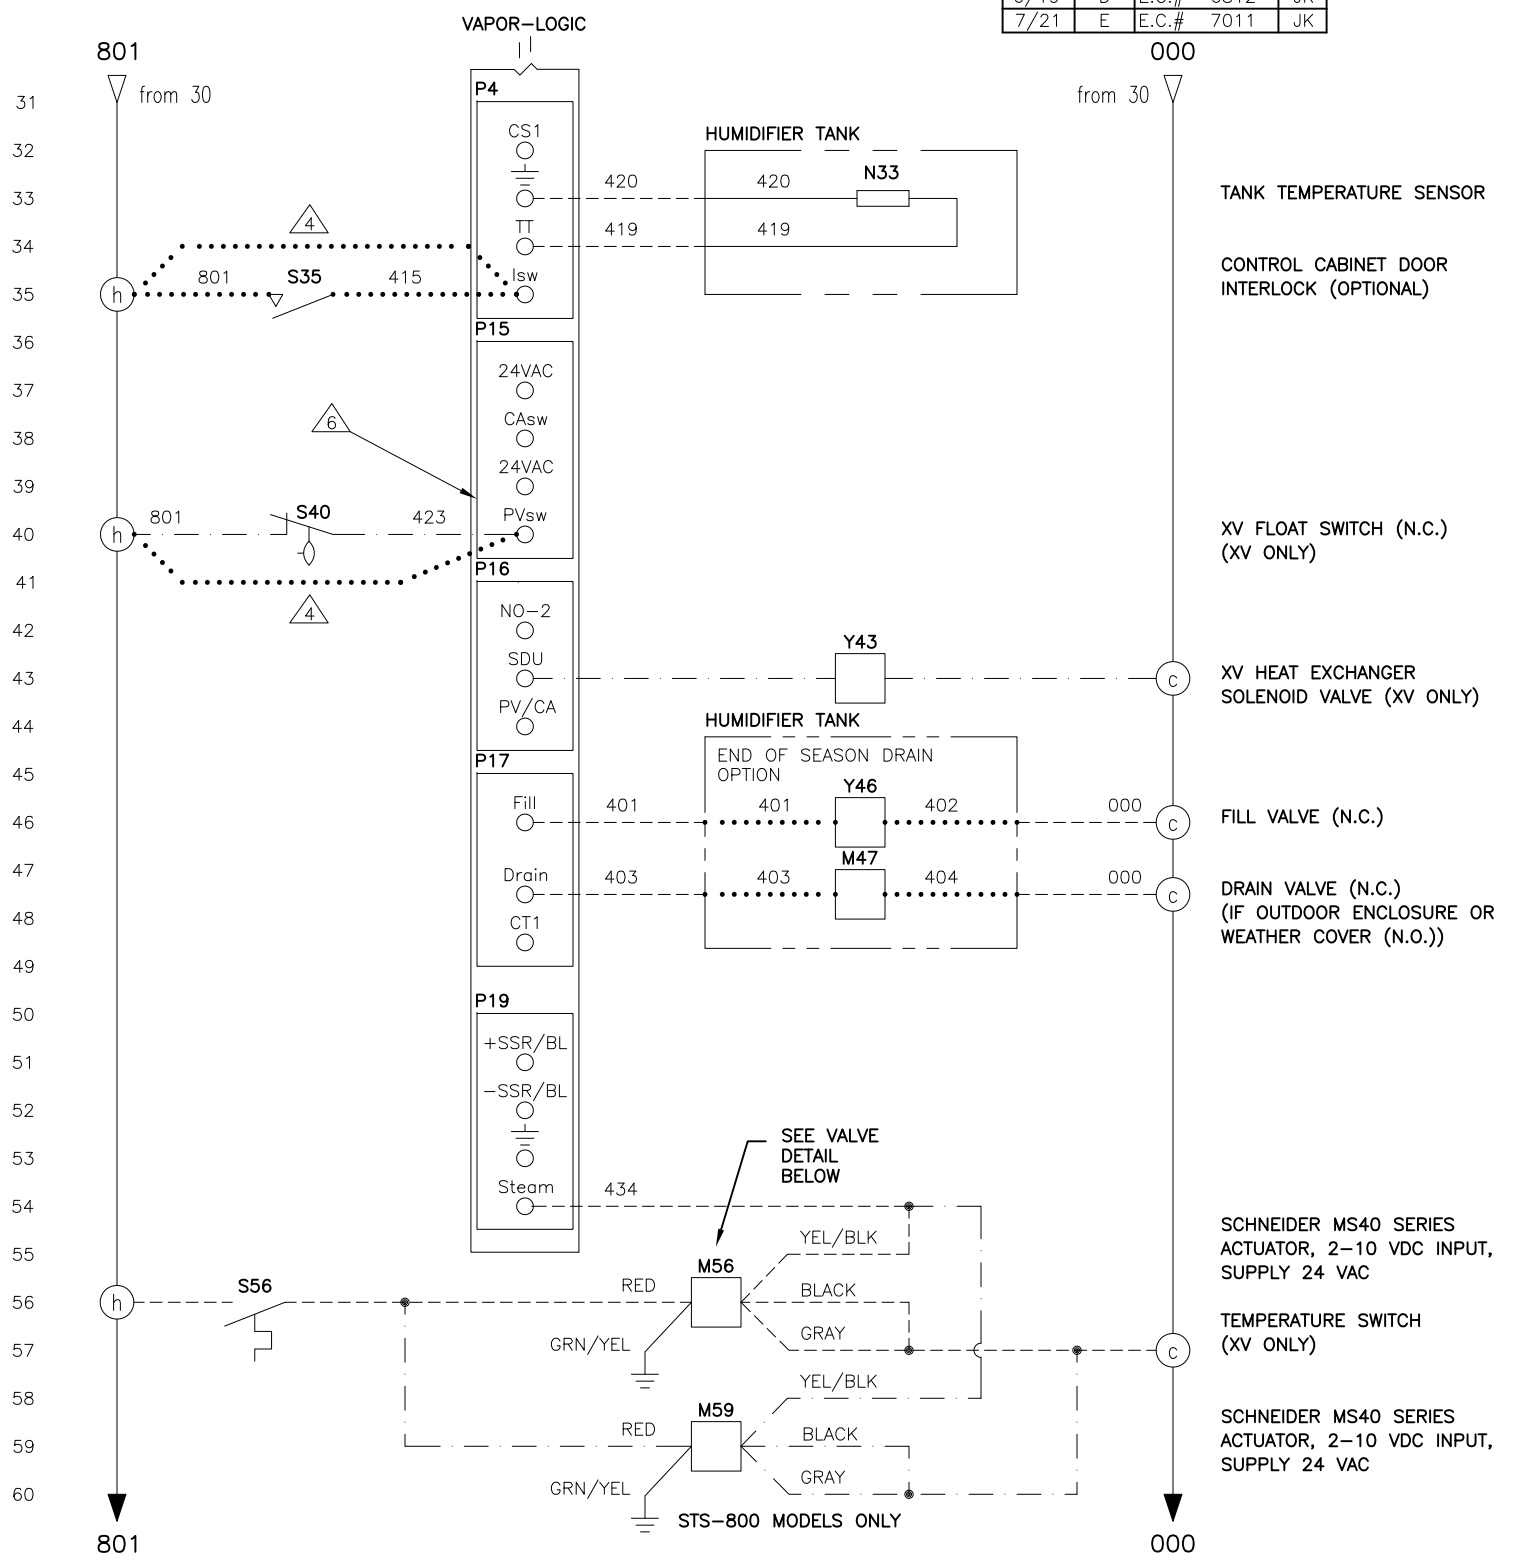 7/21 E E.C.# 7011 JK
VAPOR-LOGIC
801
000
from 30
from 30
31
P4
32
CS1
HUMIDIFIER TANK
33
420
420
N33
TANK TEMPERATURE SENSOR
4
34
TT
419
419
35
h
801
S35
415
Isw
CONTROL CABINET DOOR
INTERLOCK (OPTIONAL)
36
P15
37
24VAC
38
6
CAsw
39
24VAC
40
h
801
S40
423
PVsw
XV FLOAT SWITCH (N.C.)
(XV ONLY)
41
P16
4
42
NO-2
43
SDU
Y43
c
XV HEAT EXCHANGER
SOLENOID VALVE (XV ONLY)
44
PV/CA
HUMIDIFIER TANK
45
P17
END OF SEASON DRAIN
OPTION
46
Fill
401
401
Y46
402
000
c
FILL VALVE (N.C.)
47
Drain
403
403
M47
404
000
c
DRAIN VALVE (N.C.)
(IF OUTDOOR ENCLOSURE OR
WEATHER COVER (N.O.))
48
CT1
49
50
P19
51
+SSR/BL
52
-SSR/BL
53
SEE VALVE
DETAIL
BELOW
54
Steam
434
55
YEL/BLK
SCHNEIDER MS40 SERIES
ACTUATOR, 2-10 VDC INPUT,
SUPPLY 24 VAC
56
h
S56
RED
M56
BLACK
57
GRN/YEL
GRAY
c
TEMPERATURE SWITCH
(XV ONLY)
58
YEL/BLK
59
RED
M59
BLACK
SCHNEIDER MS40 SERIES
ACTUATOR, 2-10 VDC INPUT,
SUPPLY 24 VAC
60
GRN/YEL
GRAY
STS-800 MODELS ONLY
801
000